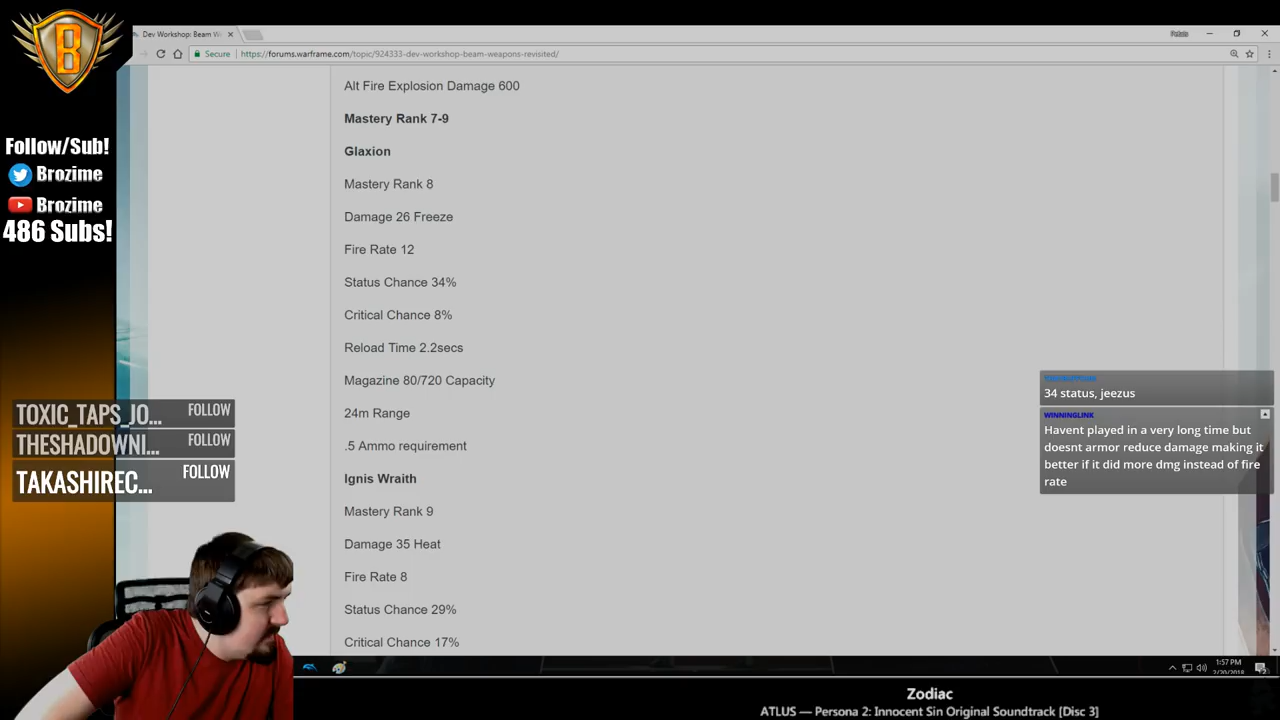 B
Follow/Sub!
Brozime
Brozime
486 Subs!
Dev Workshop: Beam W
Secure
https://forums.warframe.com/topic/924333-dev-workshop-beam-weapons-revisited/
Alt Fire Explosion Damage 600
Mastery Rank 7-9
Glaxion
Mastery Rank 8
Damage 26 Freeze
Fire Rate 12
Status Chance 34%
Critical Chance 8%
Reload Time 2.2secs
Magazine 80/720 Capacity
24m Range
.5 Ammo requirement
Ignis Wraith
Mastery Rank 9
Damage 35 Heat
Fire Rate 8
Status Chance 29%
Critical Chance 17%
34 status, jeezus
WINNINGLINK
Havent played in a very long time but
doesnt armor reduce damage making it
better if it did more dmg instead of fire
rate
TOXIC_TAPS_JO... FOLLOW
THESHADOWNI... FOLLOW
TAKASHIREC... FOLLOW
1:57 PM
2/20/2018
Zodiac
ATLUS — Persona 2: Innocent Sin Original Soundtrack [Disc 3]